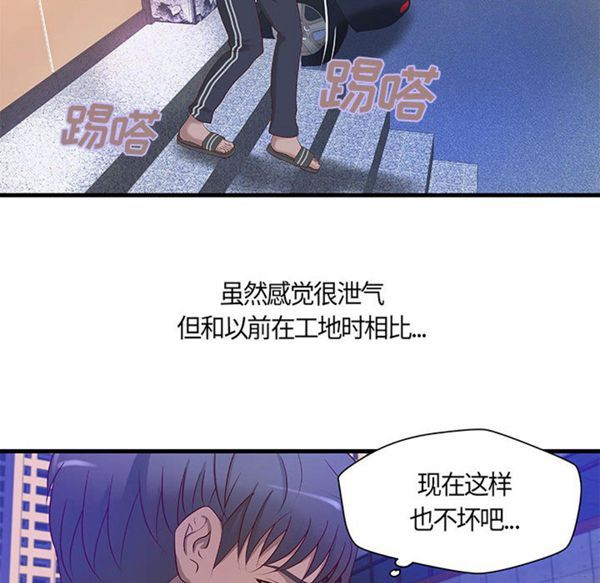 踢嗒
踢嗒
虽然感觉很泄气
但和以前在工地时相比...
现在这样
也不坏吧...